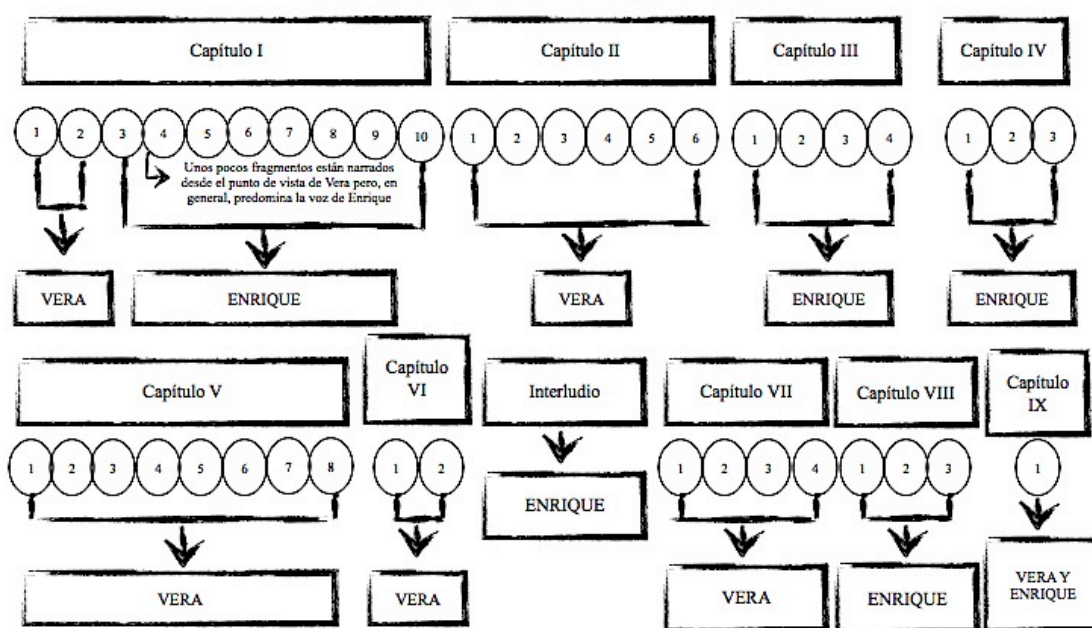 Capítulo I
Capítulo II
Capítulo III
Capítulo IV
1 2 3 4 5 6 7 8 9 10
1 2 3 4 5 6
1 2 3 4
1 2 3
Unos pocos fragmentos están narrados
desde el punto de vista de Vera pero, en
general, predomina la voz de Enrique
VERA
ENRIQUE
VERA
ENRIQUE
ENRIQUE
Capítulo V
Capítulo
VI
Interludio
Capítulo VII
Capítulo VIII
Capítulo
IX
1 2 3 4 5 6 7 8
1 2
1 2 3 4
1 2 3
1
VERA
VERA
ENRIQUE
VERA
ENRIQUE
VERA Y
ENRIQUE